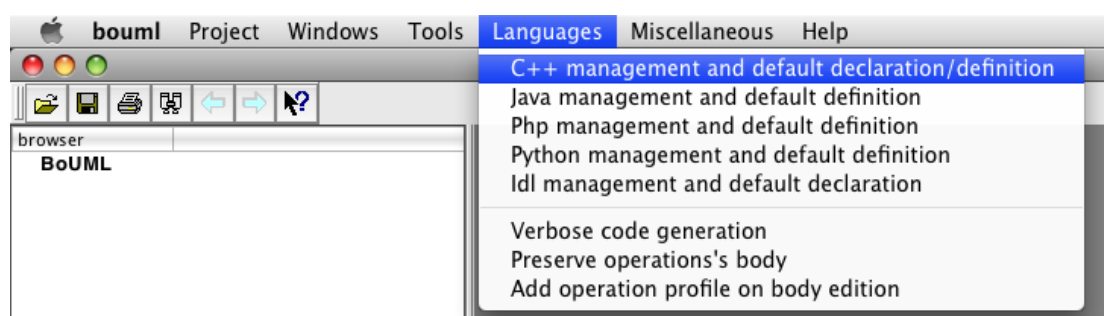 bouml Project Windows Tools Languages Miscellaneous Help
C++ management and default declaration/definition
Java management and default definition
Php management and default definition
Python management and default definition
Idl management and default declaration
Verbose code generation
Preserve operations's body
Add operation profile on body edition
browser
BoUML